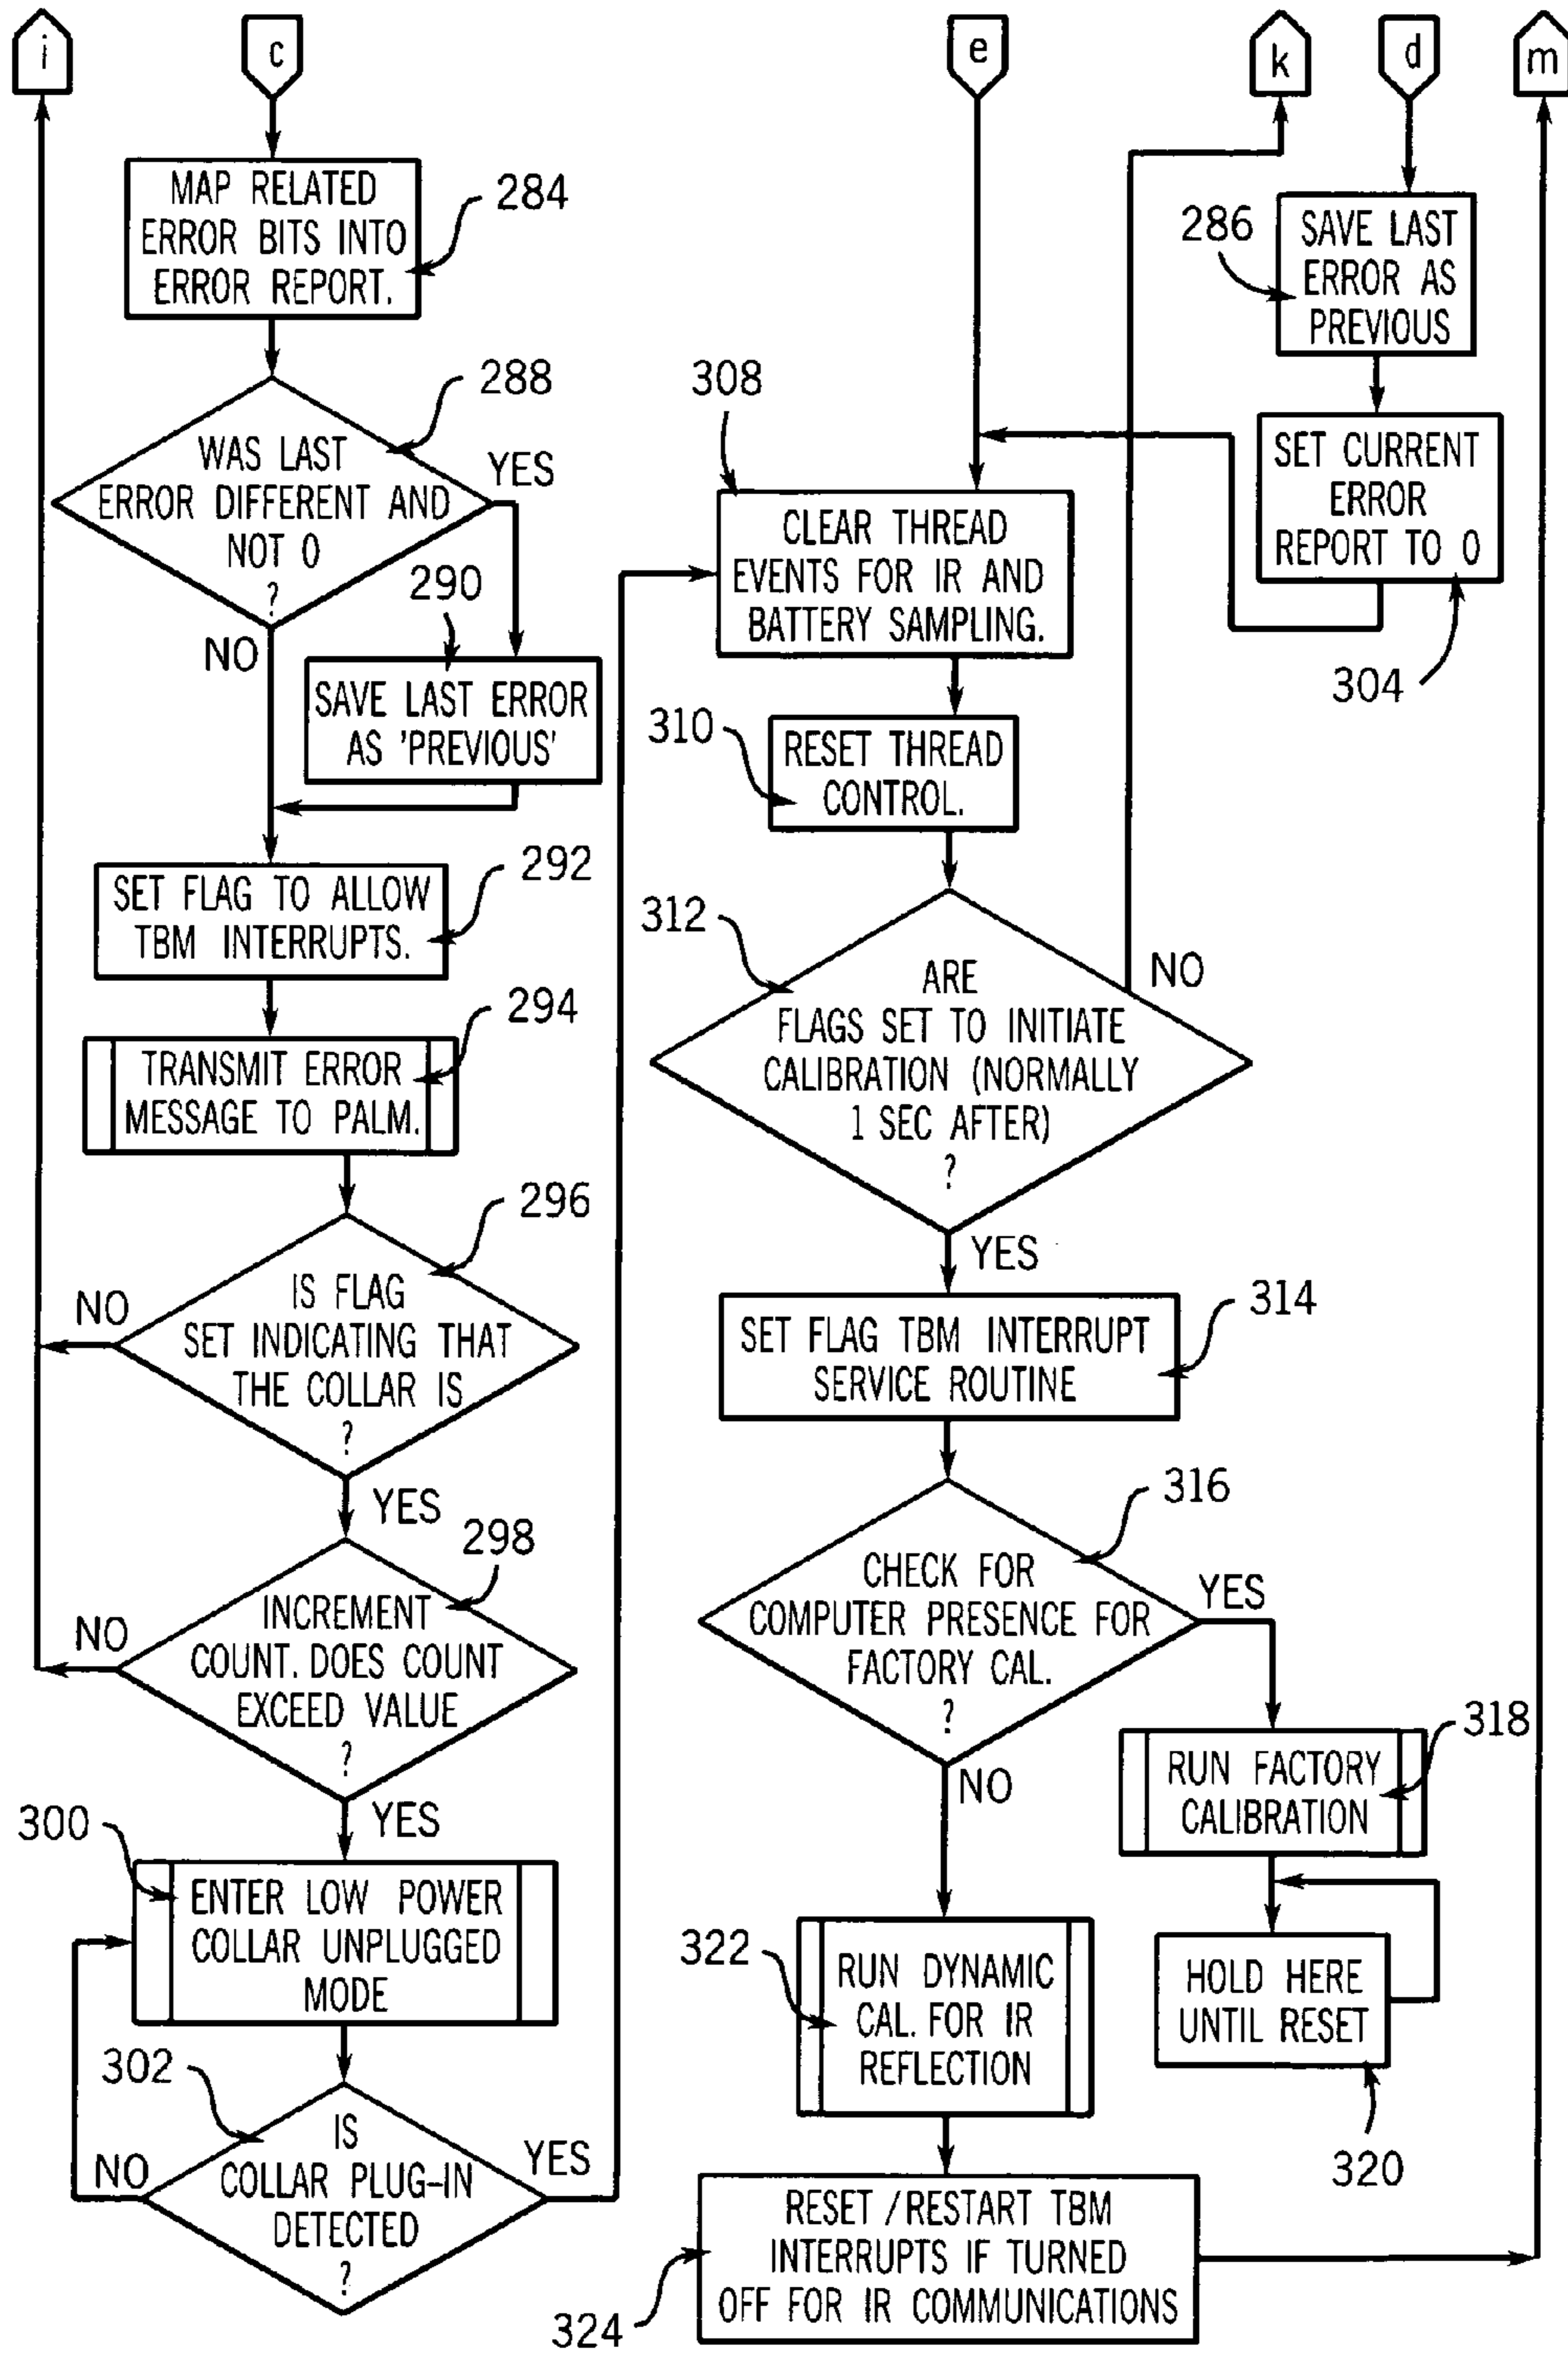 i
c
e
k
d
m
MAP RELATED
ERROR BITS INTO
ERROR REPORT.
284
WAS LAST
ERROR DIFFERENT AND
NOT 0
?
288
YES
NO
290
SAVE LAST ERROR
AS 'PREVIOUS'
SET FLAG TO ALLOW
TBM INTERRUPTS.
292
TRANSMIT ERROR
MESSAGE TO PALM.
294
IS FLAG
SET INDICATING THAT
THE COLLAR IS
?
296
NO
YES
INCREMENT
COUNT. DOES COUNT
EXCEED VALUE
?
298
NO
YES
300
ENTER LOW POWER
COLLAR UNPLUGGED
MODE
302
IS
COLLAR PLUG-IN
DETECTED
?
NO
YES
286
SAVE LAST
ERROR AS
PREVIOUS
SET CURRENT
ERROR
REPORT TO 0
304
308
CLEAR THREAD
EVENTS FOR IR AND
BATTERY SAMPLING.
310
RESET THREAD
CONTROL.
312
ARE
FLAGS SET TO INITIATE
CALIBRATION (NORMALLY
1 SEC AFTER)
?
NO
YES
SET FLAG TBM INTERRUPT
SERVICE ROUTINE
314
CHECK FOR
COMPUTER PRESENCE FOR
FACTORY CAL.
?
316
YES
NO
RUN FACTORY
CALIBRATION
318
HOLD HERE
UNTIL RESET
320
322
RUN DYNAMIC
CAL. FOR IR
REFLECTION
RESET /RESTART TBM
INTERRUPTS IF TURNED
OFF FOR IR COMMUNICATIONS
324